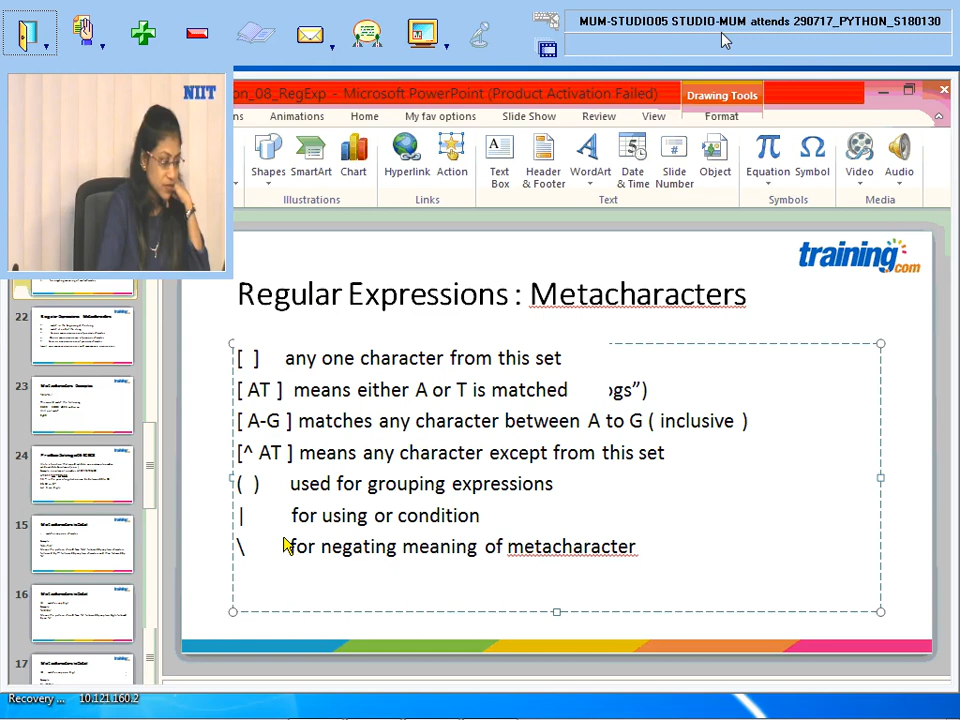 MUM-STUDIO05 STUDIO-MUM attends 290717_PYTHON_S180130
NIIT
on_08_RegExp - Microsoft PowerPoint (Product Activation Failed)
Drawing Tools
ns Animations Home My fav options Slide Show Review View Format
Shapes SmartArt Chart Hyperlink Action Text Box Header & Footer WordArt Date & Time Slide Number Object Equation Symbol Video Audio
Illustrations Links Text Symbols Media
training.com
Regular Expressions : Metacharacters
[ ] any one character from this set
[ AT ] means either A or T is matched ogs”)
[ A-G ] matches any character between A to G ( inclusive )
[^ AT ] means any character except from this set
( ) used for grouping expressions
| for using or condition
\ for negating meaning of metacharacter
22
23
24
15
16
17
Recovery ... 10.121.160.2